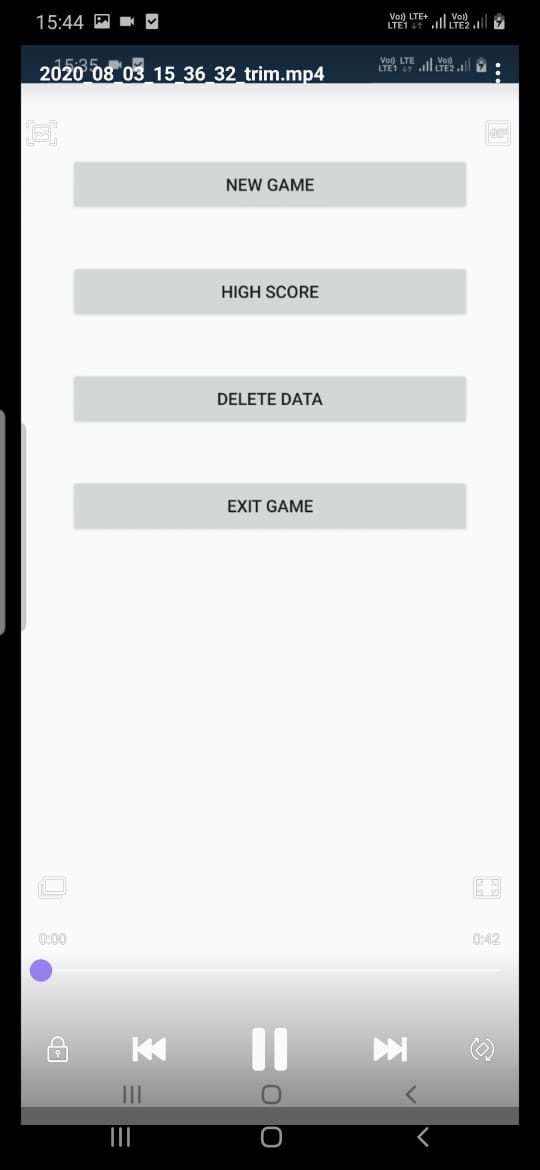 15:44 Vo) LTE+ LTE1 Vo) LTE2
15:35 Vo) LTE LTE1 Vo) LTE2
2020_08_03_15_36_32_trim.mp4
GIF
NEW GAME
HIGH SCORE
DELETE DATA
EXIT GAME
0:00 0:42